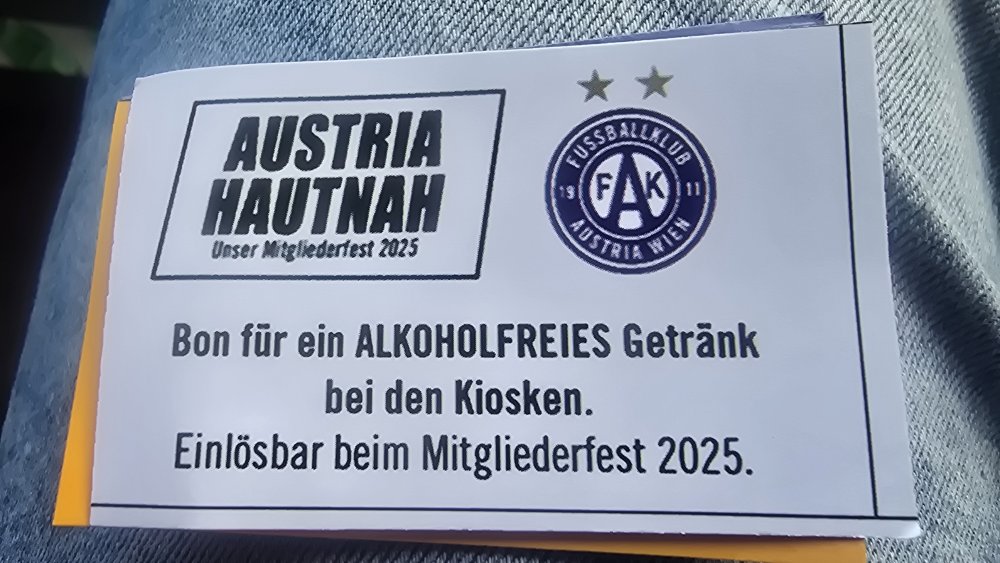 AUSTRIA
HAUTNAH
Unser Mitgliederfest 2025
FUSSBALLKLUB
19 FAK 11
AUSTRIA WIEN
Bon für ein ALKOHOLFREIES Getränk
bei den Kiosken.
Einlösbar beim Mitgliederfest 2025.